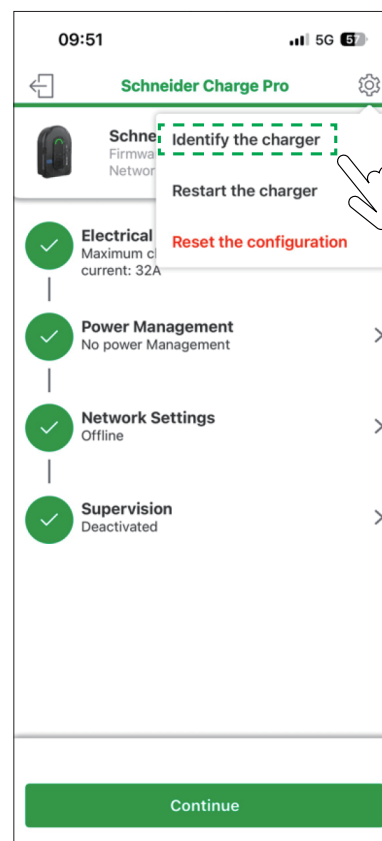 09:51
5G 57
Schneider Charge Pro
Schne
Identify the charger
Firmwa
Networ
Restart the charger
Electrical
Reset the configuration
Maximum c
current: 32A
Power Management
No power Management
Network Settings
Offline
Supervision
Deactivated
Continue